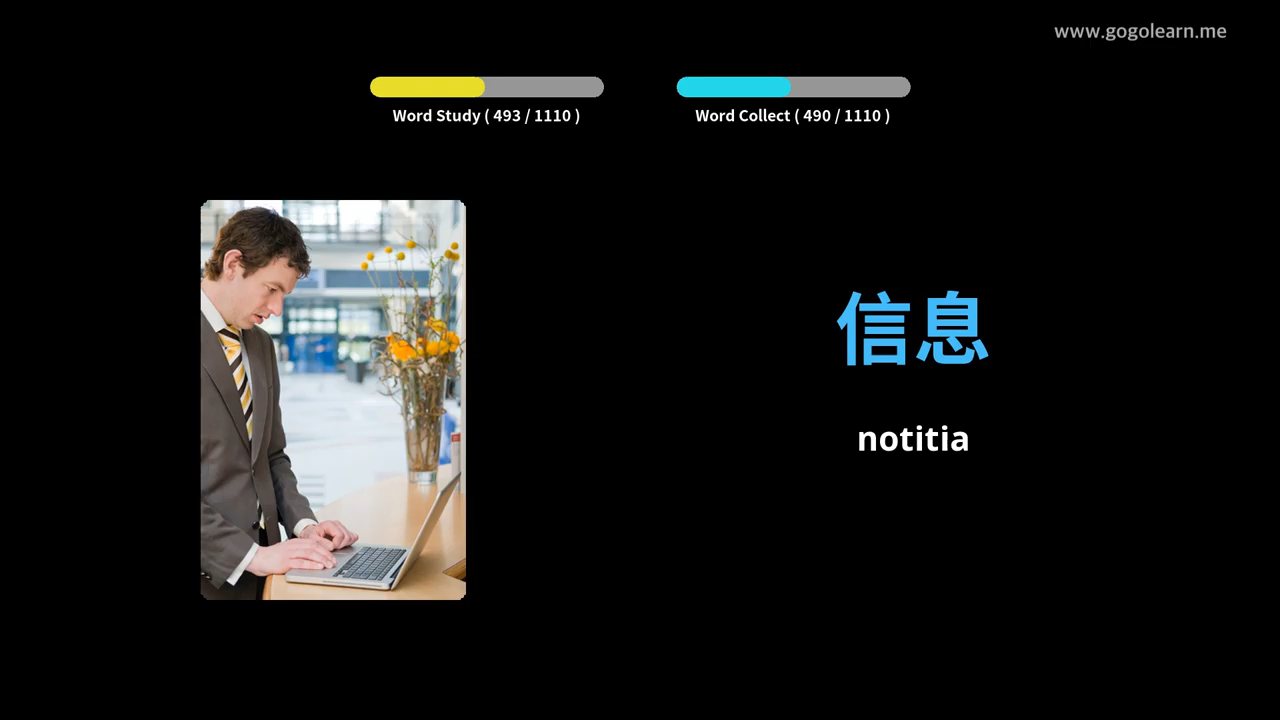 www.gogolearn.me
Word Study ( 493 / 1110 )
Word Collect ( 490 / 1110 )
信息
notitia